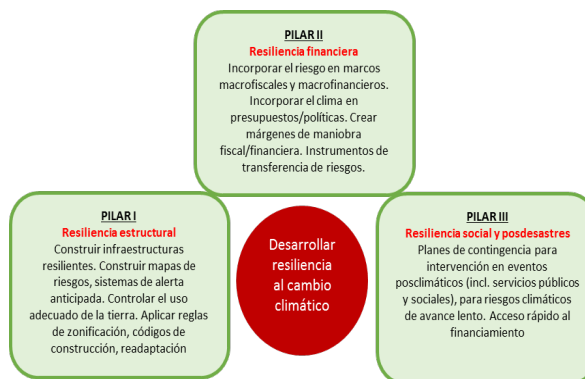 PILAR II
Resiliencia financiera
Incorporar el riesgo en marcos
macrofiscales y macrofinancieros.
Incorporar el clima en
presupuestos/políticas. Crear
márgenes de maniobra
fiscal/financiera. Instrumentos de
transferencia de riesgos.
PILAR I
Resiliencia estructural
Construir infraestructuras
resilientes. Construir mapas de
riesgos, sistemas de alerta
anticipada. Controlar el uso
adecuado de la tierra. Aplicar reglas
de zonificación, códigos de
construcción, readaptación
Desarrollar
resiliencia
al cambio
climático
PILAR III
Resiliencia social y posdesastres
Planes de contingencia para
intervención en eventos
posclimáticos (incl. servicios públicos
y sociales), para riesgos climáticos
de avance lento. Acceso rápido al
financiamiento